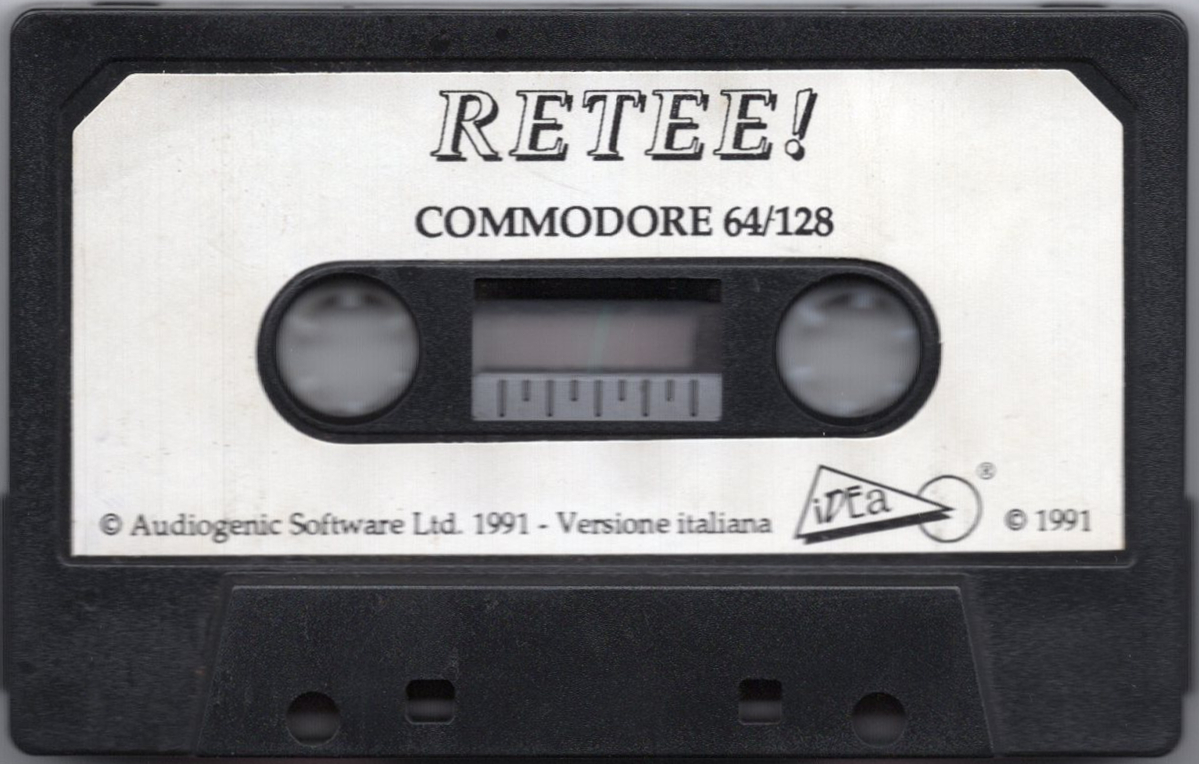 RETEE!
COMMODORE 64/128
© Audiogenic Software Ltd. 1991 - Versione italiana iDEa ® © 1991